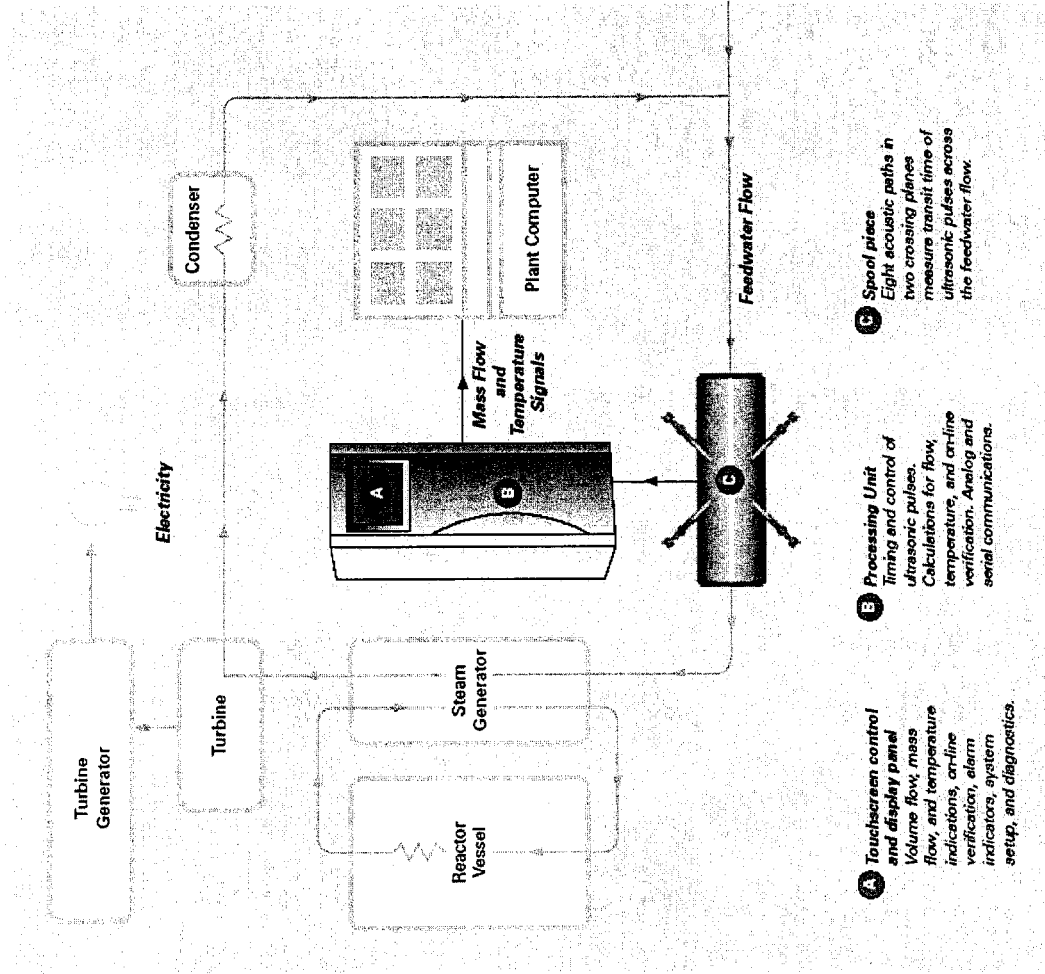 Turbine
Generator
Electricity
Turbine
Condenser
Reactor
Vessel
Steam
Generator
A
B
Mass Flow
and
Temperature
Signals
Plant Computer
C
Feedwater Flow
A Touchscreen control
and display panel
Volume flow, mass
flow, and temperature
indications, on-line
verification, alarm
indicators, system
setup, and diagnostics.
B Processing Unit
Timing and control of
ultrasonic pulses.
Calculations for flow,
temperature, and on-line
verification. Analog and
serial communications.
C Spool piece
Eight acoustic paths in
two crossing planes
measure transit time of
ultrasonic pulses across
the feedwater flow.